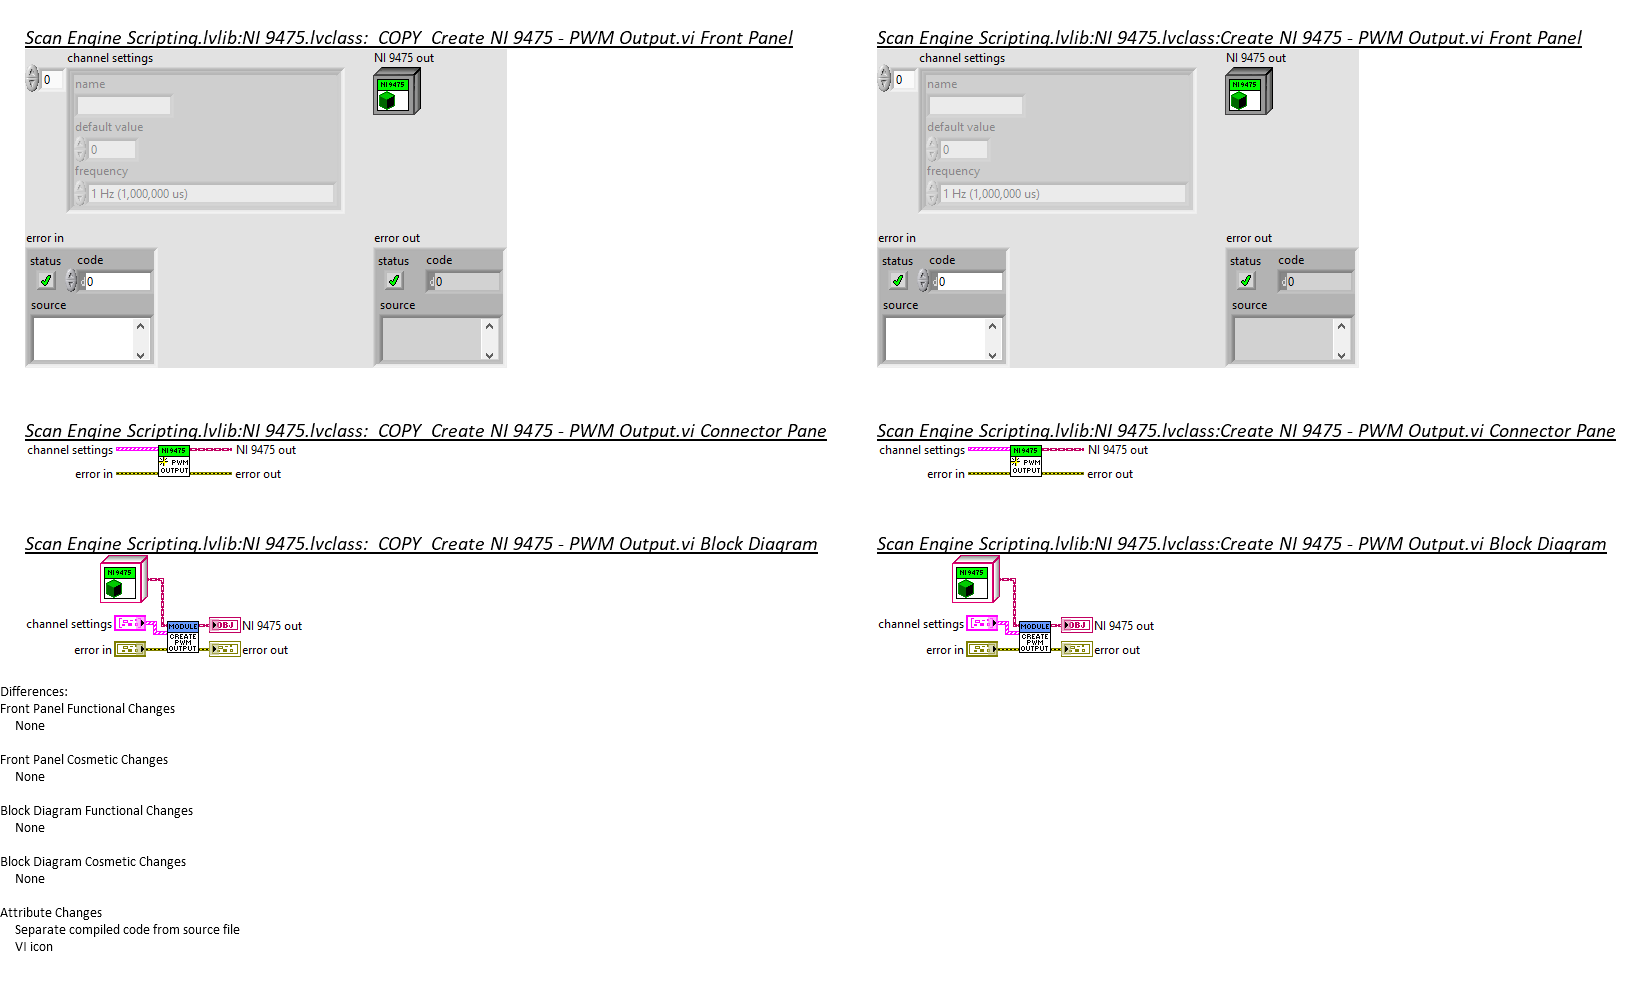 Scan Engine Scripting.lvlib:NI 9475.lvclass:_COPY_Create NI 9475 - PWM Output.vi Front Panel
channel settings
NI 9475 out
0
name
NI 9475
default value
0
frequency
1 Hz (1,000,000 us)
error in
error out
status code
status code
d0
d0
source
source
Scan Engine Scripting.lvlib:NI 9475.lvclass:Create NI 9475 - PWM Output.vi Front Panel
channel settings
NI 9475 out
0
name
NI 9475
default value
0
frequency
1 Hz (1,000,000 us)
error in
error out
status code
status code
d0
d0
source
source
Scan Engine Scripting.lvlib:NI 9475.lvclass:_COPY_Create NI 9475 - PWM Output.vi Connector Pane
channel settings
NI 9475
NI 9475 out
PWM
OUTPUT
error in
error out
Scan Engine Scripting.lvlib:NI 9475.lvclass:Create NI 9475 - PWM Output.vi Connector Pane
channel settings
NI 9475
NI 9475 out
PWM
OUTPUT
error in
error out
Scan Engine Scripting.lvlib:NI 9475.lvclass:_COPY_Create NI 9475 - PWM Output.vi Block Diagram
NI 9475
channel settings
MODULE
OBJ
NI 9475 out
CREATE
PWM
OUTPUT
error in
error out
Scan Engine Scripting.lvlib:NI 9475.lvclass:Create NI 9475 - PWM Output.vi Block Diagram
NI 9475
channel settings
MODULE
OBJ
NI 9475 out
CREATE
PWM
OUTPUT
error in
error out
Differences:
Front Panel Functional Changes
None
Front Panel Cosmetic Changes
None
Block Diagram Functional Changes
None
Block Diagram Cosmetic Changes
None
Attribute Changes
Separate compiled code from source file
VI icon